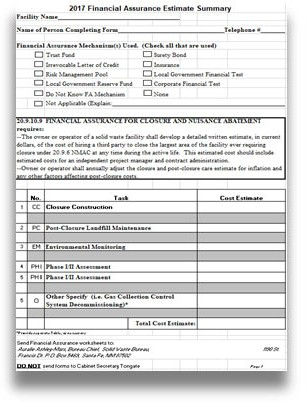 2017 Financial Assurance Estimate Summary
Facility Name
Name of Person Completing Form Telephone #
Financial Assurance Mechanism(s) Used. (Check all that are used)
Trust Fund Surety Bond
Irrevocable Letter of Credit Insurance
Risk Management Pool Local Government Financial Test
Local Government Reserve Fund Corporate Financial Test
Do Not Know FA Mechanism None
Not Applicable (Explain:
20.9.10.9 FINANCIAL ASSURANCE FOR CLOSURE AND NUISANCE ABATEMENT
requires:
--The owner or operator of a solid waste facility shall develop a detailed written estimate, in current
dollars, of the cost of hiring a third party to close the largest area of the facility ever requiring
closure under 20.9.6 NMAC at any time during the active life. This estimated cost should include
estimated costs for an independent project manager and contract administration.
--Owner or operator shall annually adjust the closure and post-closure care estimate for inflation and
any other factors affecting post-closure costs.
No. Task Cost Estimate
1 CC Closure Construction
2 PC Post-Closure Landfill Maintenance
3 EM Environmental Monitoring
4 PH I Phase I/II Assessment
5 PH II Phase I/II Assessment
5 O Other Specify (i.e. Gas Collection Control
System Decommissioning)*
Total Cost Estimate:
Send Financial Assurance worksheets to:
Auralie Ashley-Marx, Bureau Chief, Solid Waste Bureau, 1190 St
Francis Dr. P.O. Box 5469, Santa Fe, NM 87502
DO NOT send forms to Cabinet Secretary Tongate Page 1